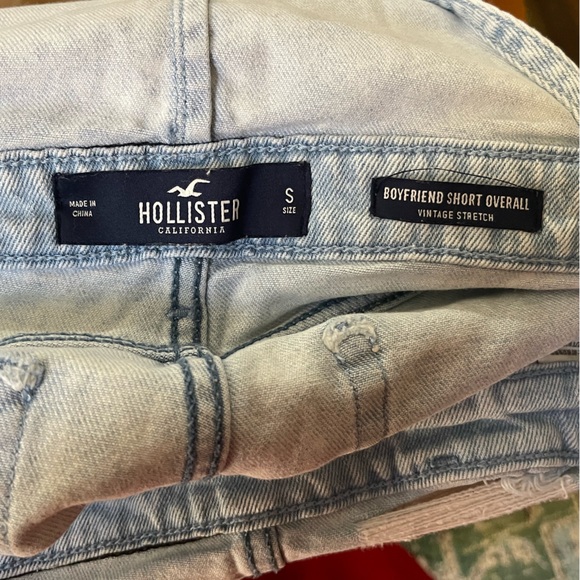 MADE IN
CHINA
HOLLISTER
CALIFORNIA
S
SIZE
BOYFRIEND SHORT OVERALL
VINTAGE STRETCH